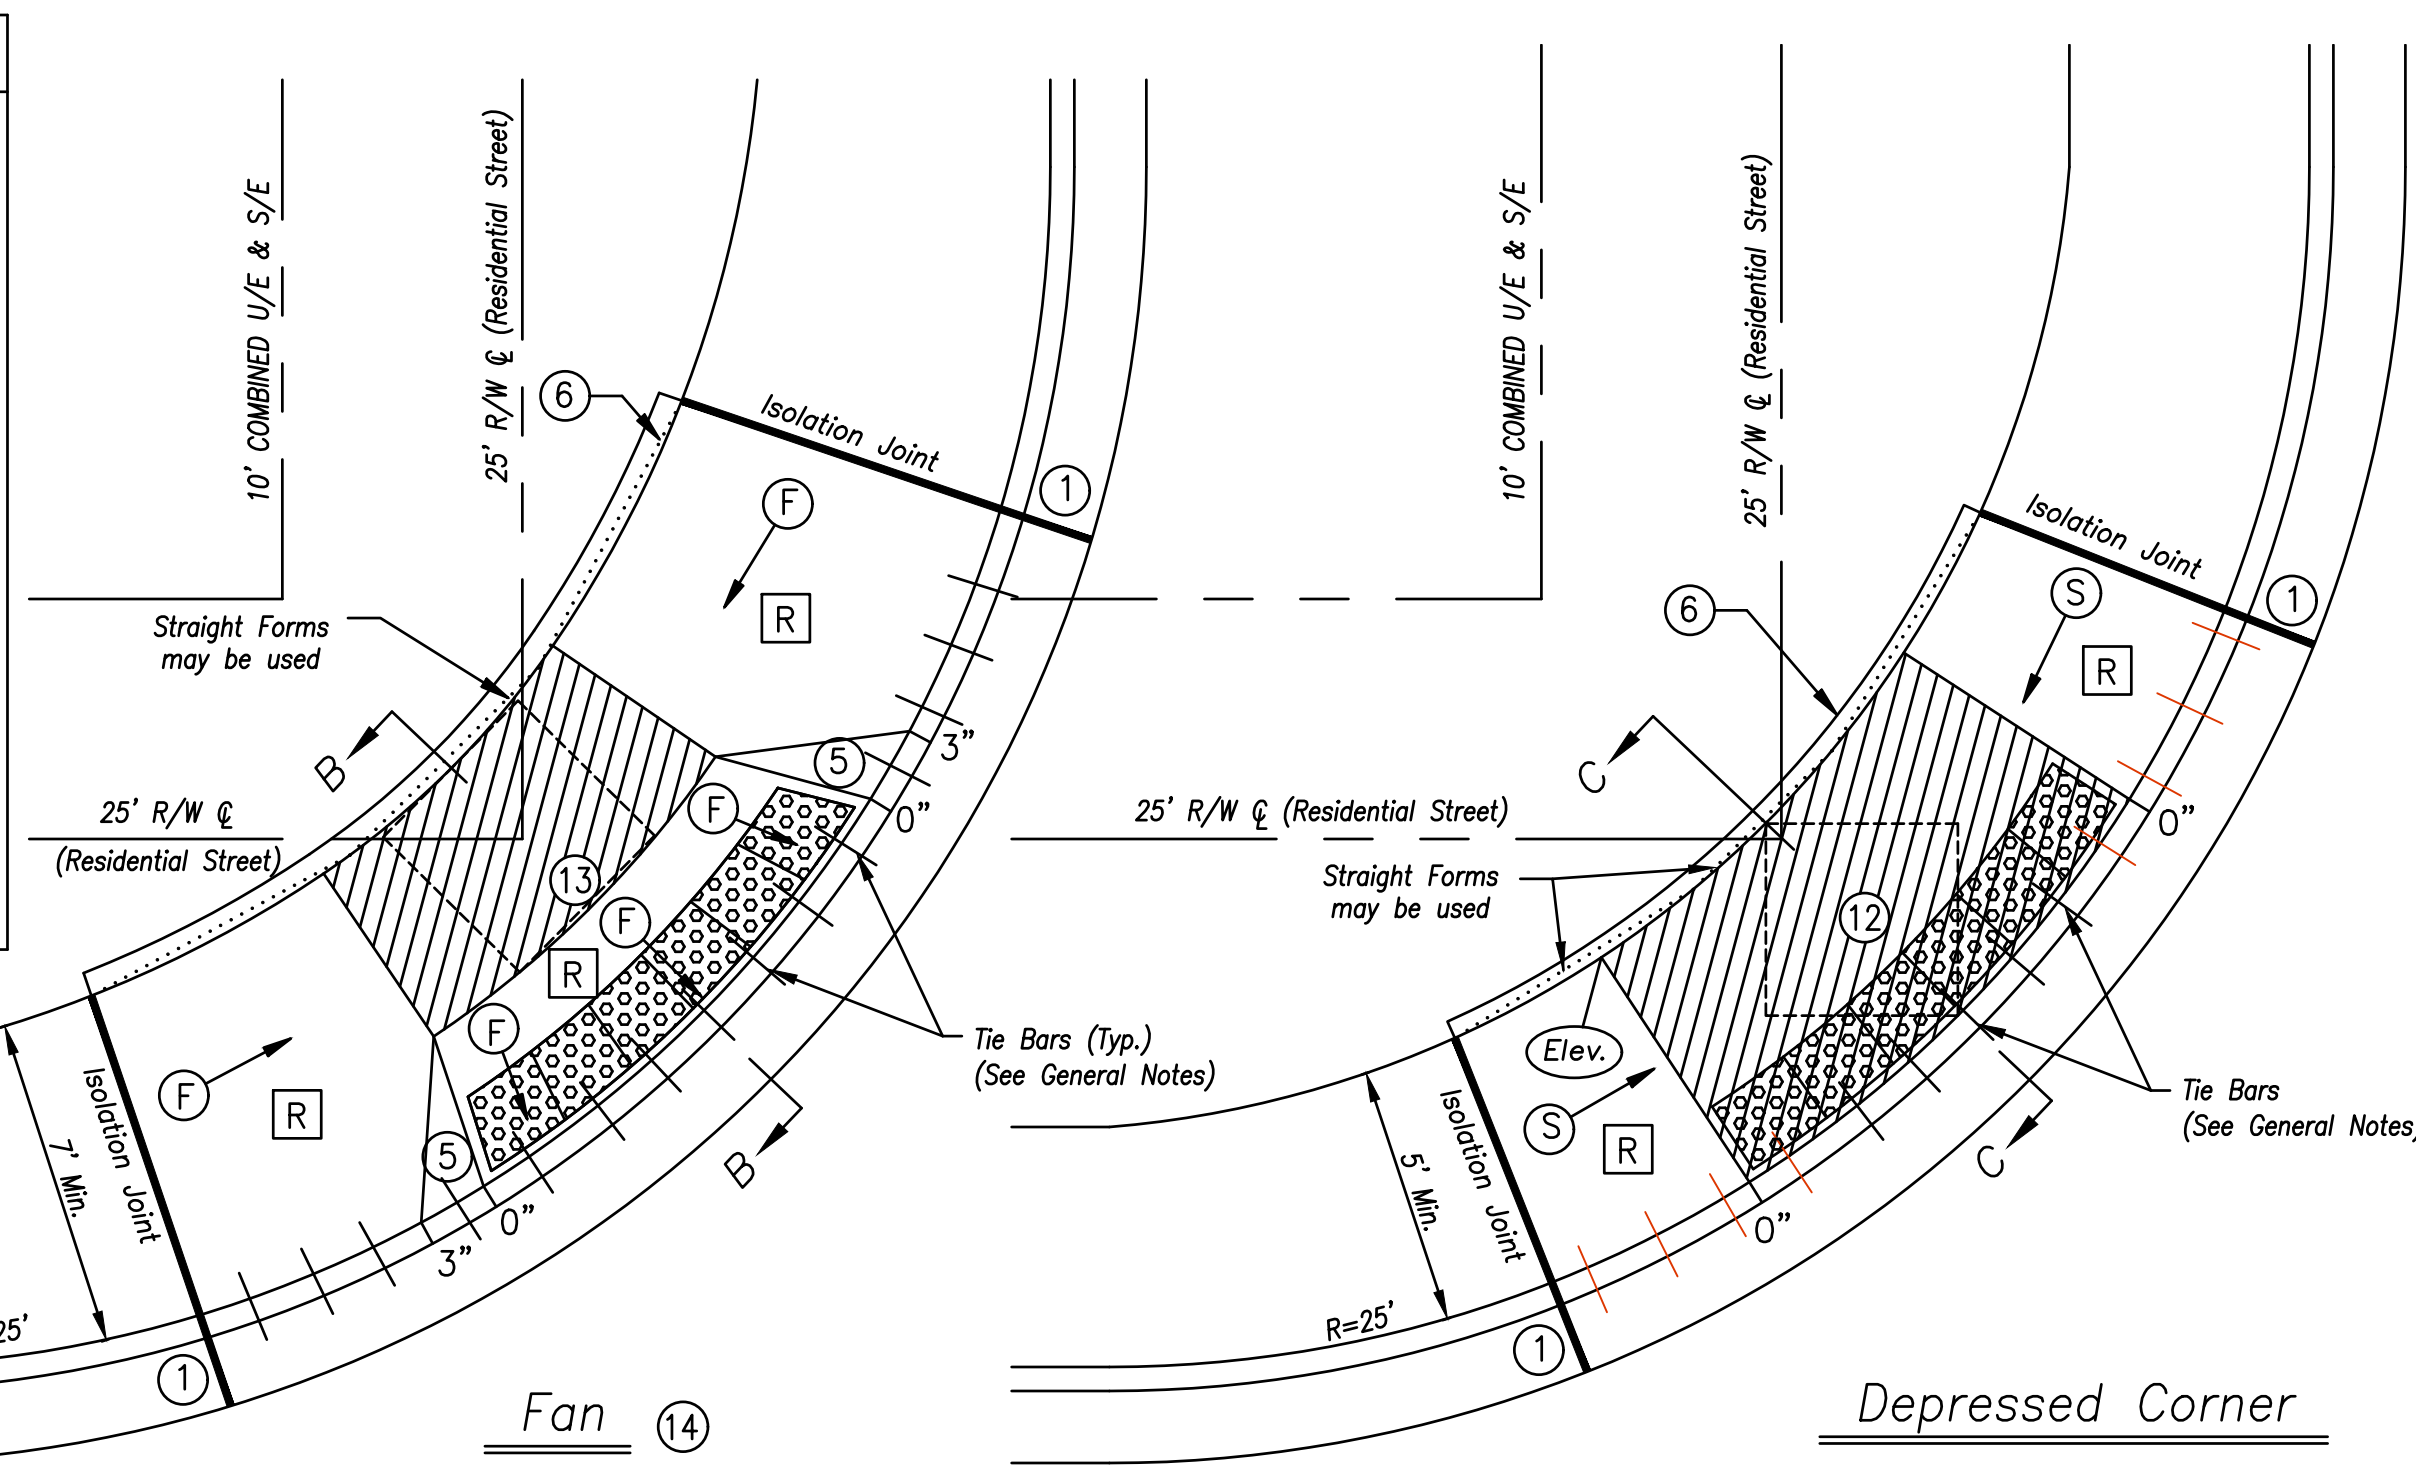 10' COMBINED U/E & S/E
25' R/W ℄ (Residential Street)
6
Isolation Joint
1
F
R
Straight Forms
may be used
B
25' R/W ℄
(Residential Street)
5
3"
0"
F
13
F
R
F
F
R
5
0"
3"
7' Min.
Isolation Joint
25'
1
B
Tie Bars (Typ.)
(See General Notes)
Fan
14
10' COMBINED U/E & S/E
25' R/W ℄ (Residential Street)
Isolation Joint
1
6
S
R
C
25' R/W ℄ (Residential Street)
0"
Straight Forms
may be used
12
Elev.
S
R
5' Min.
Isolation Joint
0"
Tie Bars
(See General Notes)
C
R=25'
1
Depressed Corner